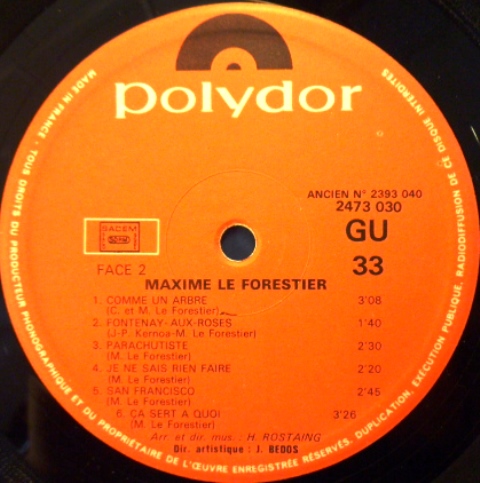 polydor
MADE IN FRANCE - TOUS DROITS DU PRODUCTEUR PHONOGRAPHIQUE ET DU PROPRIÉTAIRE DE L'ŒUVRE ENREGISTRÉE RÉSERVÉS. DUPLICATION, EXÉCUTION PUBLIQUE, RADIODIFFUSION DE CE DISQUE INTERDITES
ANCIEN N° 2393 040
2473 030
SACEM
GU
FACE 2
33
MAXIME LE FORESTIER
1. COMME UN ARBRE 3'08
(C. et M. Le Forestier)
2. FONTENAY-AUX-ROSES 1'40
(J-P. Kernoa-M. Le Forestier)
3. PARACHUTISTE 2'30
(M. Le Forestier)
4. JE NE SAIS RIEN FAIRE 2'20
(M. Le Forestier)
5. SAN FRANCISCO 2'45
(M. Le Forestier)
6. CA SERT A QUOI 3'26
(M. Le Forestier)
Arr. et dir. mus. : H. ROSTAING
Dir. artistique : J. BEDOS